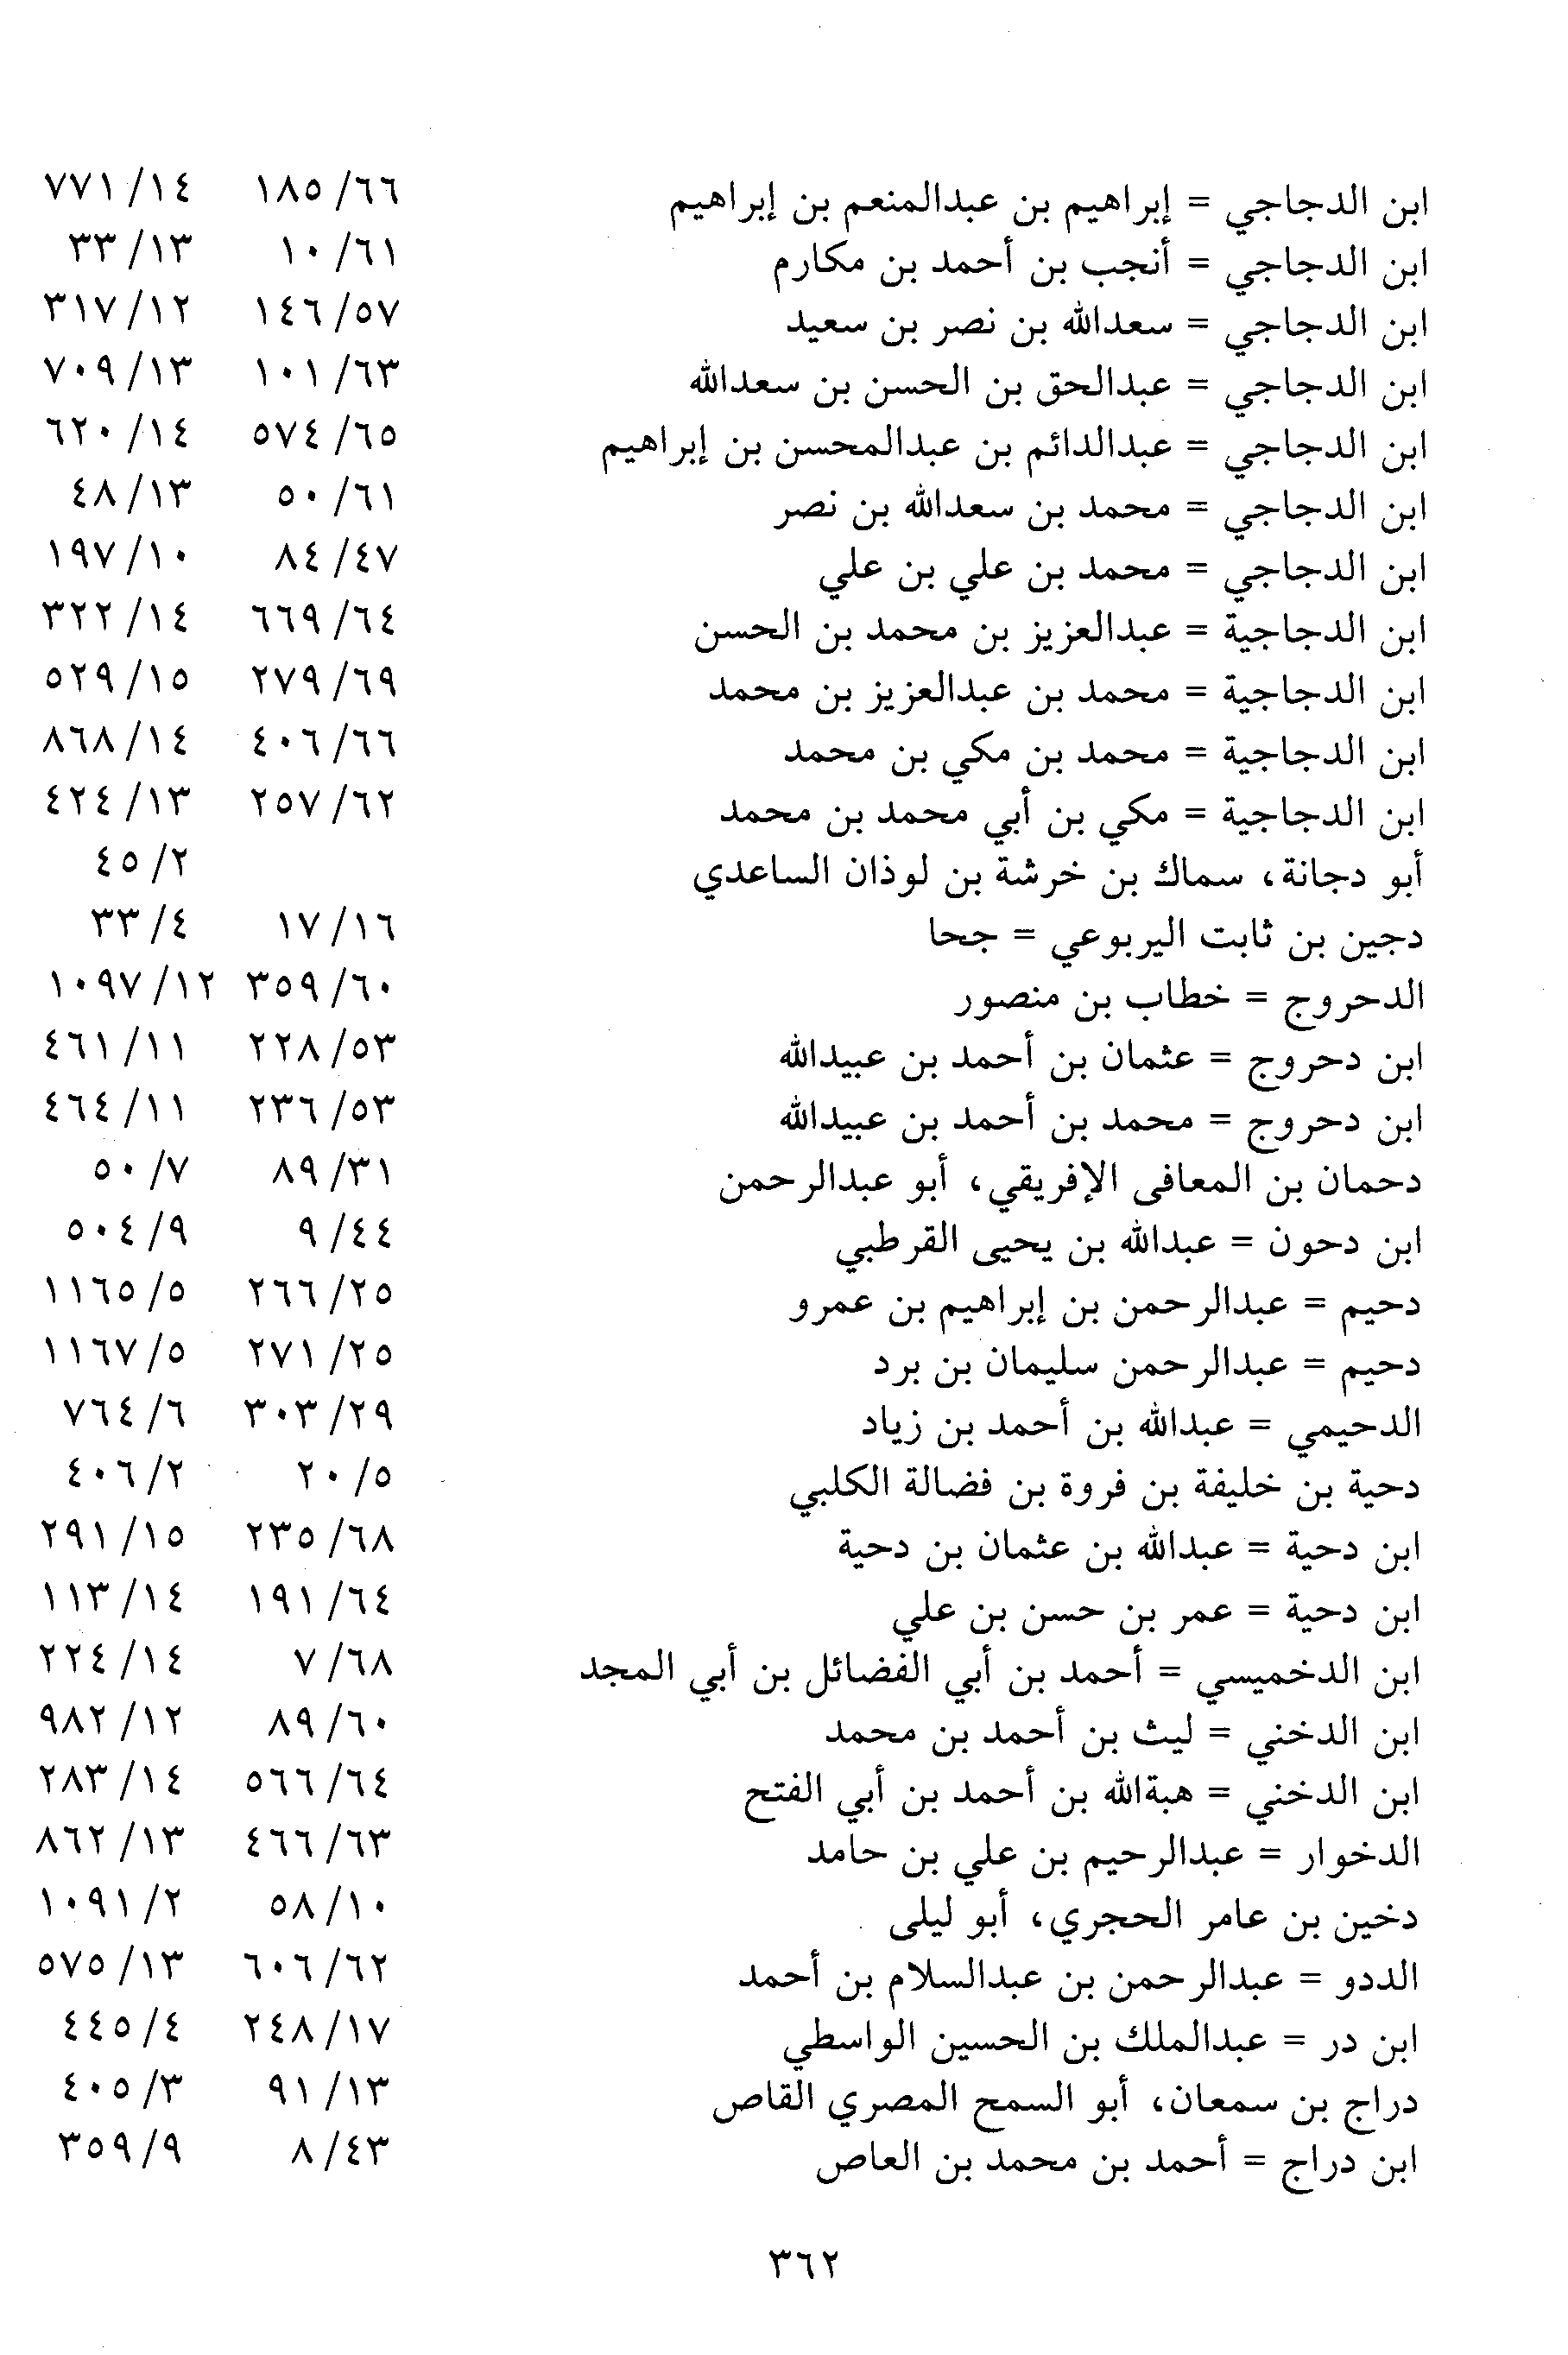 ابن الدجاجي = إبراهيم بن عبدالمنعم بن إبراهيم ٦٦/ ١٨٥ ١٤/ ٧٧١
ابن الدجاجي = أنجب بن أحمد بن مكارم ٦١/ ١٠ ١٣/ ٣٣
ابن الدجاجي = سعدالله بن نصر بن سعيد ٥٧/ ١٤٦ ١٢/ ٣١٧
ابن الدجاجي = عبدالحق بن الحسن بن سعدالله ٦٣/ ١٠١ ١٣/ ٧٠٩
ابن الدجاجي = عبدالدائم بن عبدالمحسن بن إبراهيم ٦٥/ ٥٧٤ ١٤/ ٦٢٠
ابن الدجاجي = محمد بن سعدالله بن نصر ٦١/ ٥٠ ١٣/ ٤٨
ابن الدجاجي = محمد بن علي بن علي ٤٧/ ٨٤ ١٠/ ١٩٧
ابن الدجاجية = عبدالعزيز بن محمد بن الحسن ٦٤/ ٦٦٩ ١٤/ ٣٢٢
ابن الدجاجية = محمد بن عبدالعزيز بن محمد ٦٩/ ٢٧٩ ١٥/ ٥٢٩
ابن الدجاجية = محمد بن مكي بن محمد ٦٦/ ٤٠٦ ١٤/ ٨٦٨
ابن الدجاجية = مكي بن أبي محمد بن محمد ٦٢/ ٢٥٧ ١٣/ ٤٢٤
أبو دجانة، سماك بن خرشة بن لوذان الساعدي ٢/ ٤٥
دجين بن ثابت اليربوعي = جحا ١٦/ ١٧ ٤/ ٣٣
الدحروج = خطاب بن منصور ٦٠/ ٣٥٩ ١٢/ ١٠٩٧
ابن دحروج = عثمان بن أحمد بن عبيدالله ٥٣/ ٢٢٨ ١١/ ٤٦١
ابن دحروج = محمد بن أحمد بن عبيدالله ٥٣/ ٢٣٦ ١١/ ٤٦٤
دحمان بن المعافى الإفريقي، أبو عبدالرحمن ٣١/ ٨٩ ٧/ ٥٠
ابن دحون = عبدالله بن يحيى القرطبي ٤٤/ ٩ ٩/ ٥٠٤
دحيم = عبدالرحمن بن إبراهيم بن عمرو ٢٥/ ٢٦٦ ٥/ ١١٦٥
دحيم = عبدالرحمن سليمان بن برد ٢٥/ ٢٧١ ٥/ ١١٦٧
الدحيمي = عبدالله بن أحمد بن زياد ٢٩/ ٣٠٣ ٦/ ٧٦٤
دحية بن خليفة بن فروة بن فضالة الكلبي ٥/ ٢٠ ٢/ ٤٠٦
ابن دحية = عبدالله بن عثمان بن دحية ٦٨/ ٢٣٥ ١٥/ ٢٩١
ابن دحية = عمر بن حسن بن علي ٦٤/ ١٩١ ١٤/ ١١٣
ابن الدخميسي = أحمد بن أبي الفضائل بن أبي المجد ٦٨/ ٧ ١٤/ ٢٢٤
ابن الدخني = ليث بن أحمد بن محمد ٦٠/ ٨٩ ١٢/ ٩٨٢
ابن الدخني = هبةالله بن أحمد بن أبي الفتح ٦٤/ ٥٦٦ ١٤/ ٢٨٣
الدخوار = عبدالرحيم بن علي بن حامد ٦٣/ ٤٦٦ ١٣/ ٨٦٢
دخين بن عامر الحجري، أبو ليلى ١٠/ ٥٨ ٢/ ١٠٩١
الددو = عبدالرحمن بن عبدالسلام بن أحمد ٦٢/ ٦٠٦ ١٣/ ٥٧٥
ابن در = عبدالملك بن الحسين الواسطي ١٧/ ٢٤٨ ٤/ ٤٤٥
دراج بن سمعان، أبو السمح المصري القاص ١٣/ ٩١ ٣/ ٤٠٥
ابن دراج = أحمد بن محمد بن العاص ٤٣/ ٨ ٩/ ٣٥٩
٣٦٢